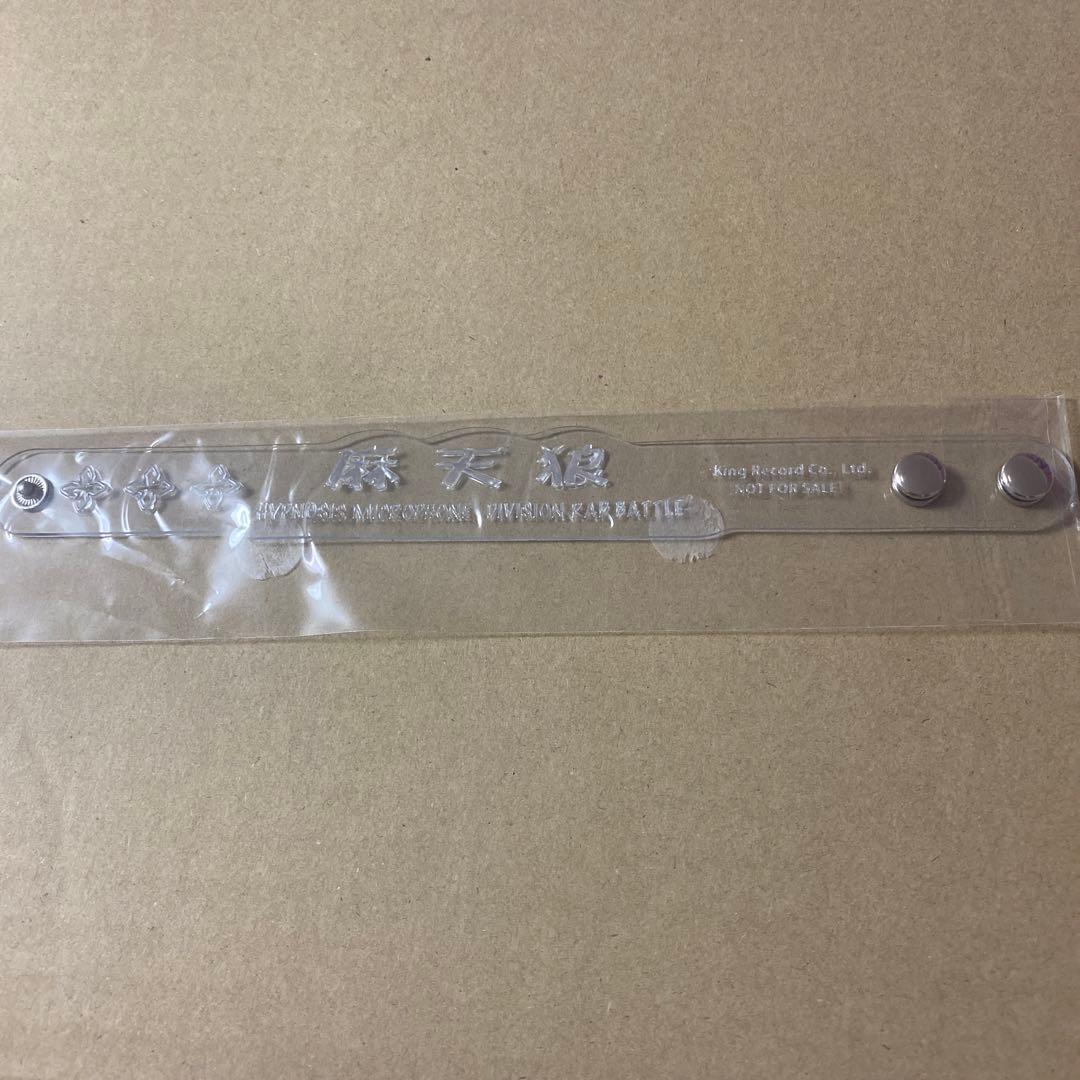 麻天狼
HYPNOSIS MICROPHONE DIVISION RAP BATTLE
King Record Co., Ltd.
NOT FOR SALE